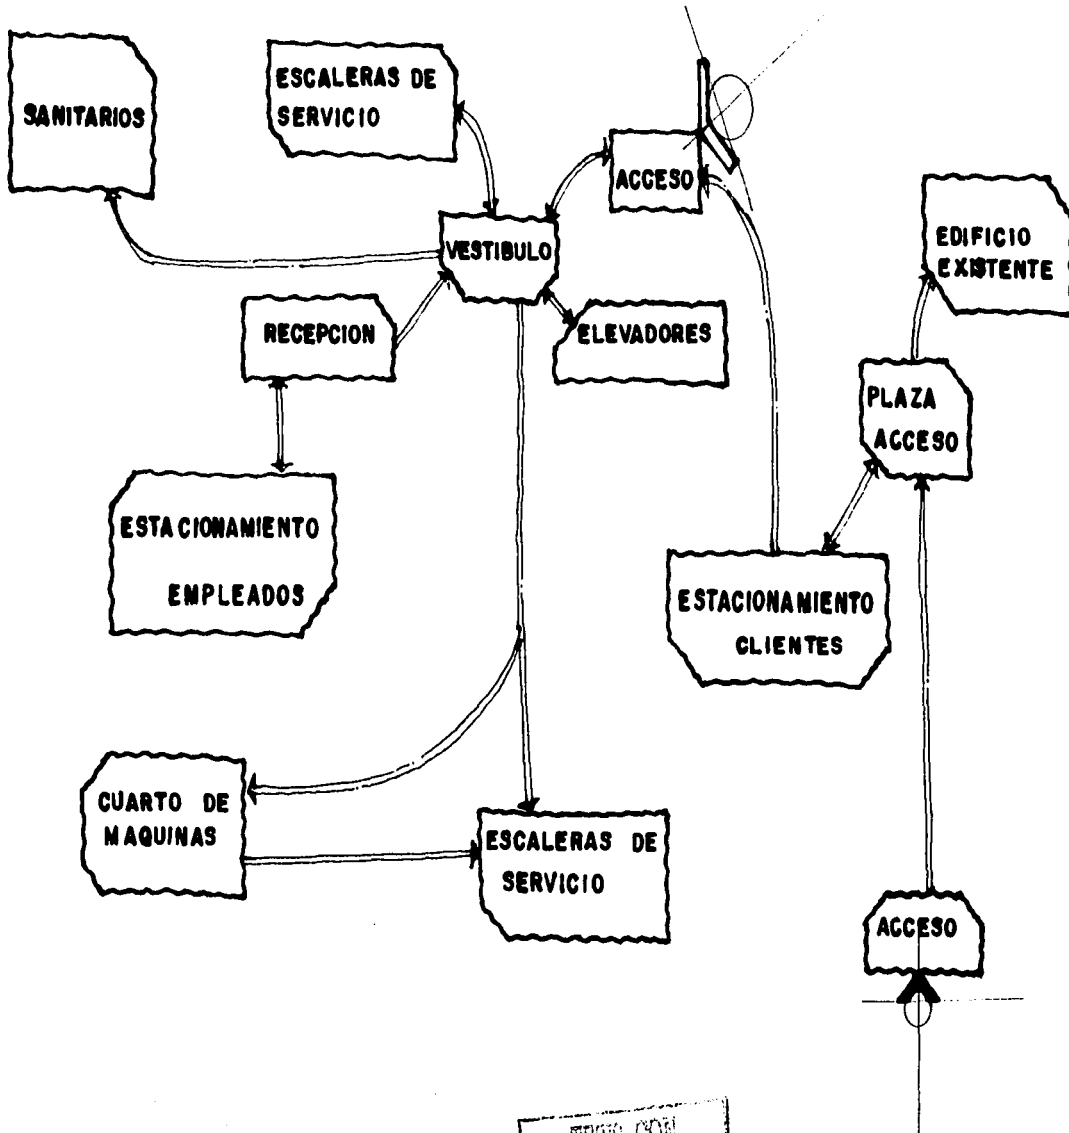 SANITARIOS
ESCALERAS DE
SERVICIO
ACCESO
VESTIBULO
EDIFICIO
EXISTENTE
RECEPCION
ELEVADORES
PLAZA
ACCESO
ESTACIONAMIENTO
EMPLEADOS
ESTACIONAMIENTO
CLIENTES
CUARTO DE
MAQUINAS
ESCALERAS DE
SERVICIO
ACCESO
CON